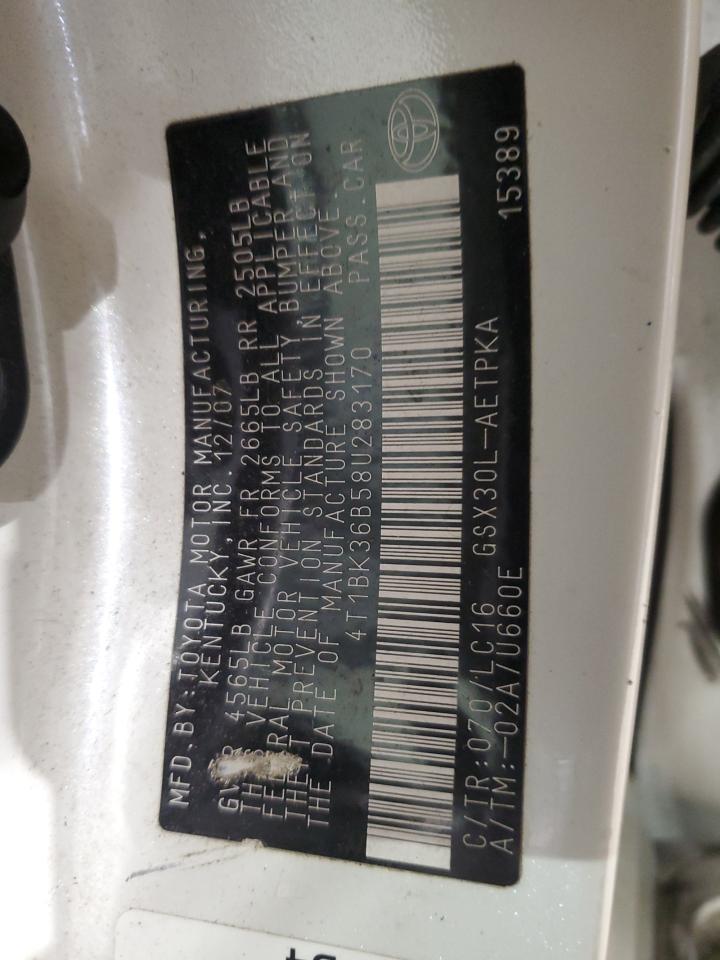 MFD.BY:TOYOTA MOTOR MANUFACTURING,
KENTUCKY, INC. 12/07
4565LB GAWR FR 2665LB RR 2505LB
VEHICLE CONFORMS TO ALL APPLICABLE
MOTOR VEHICLE SAFETY,BUMPER AND
PREVENTION STANDARDS IN EFFECT ON
THE DATE OF MANUFACTURE SHOWN ABOVE.
4T1BK36B58U283170 PASS.CAR
C/TR:070/LC16 GSX30L-AETPKA
A/TM:-02A/U660E 15389